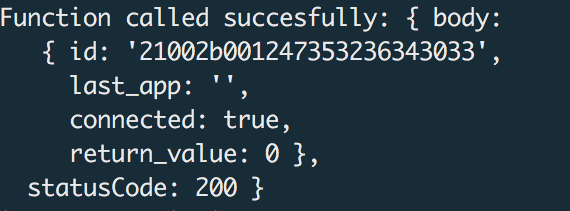 Function called succesfully: { body:
{ id: '21002b001247353236343033',
last_app: '',
connected: true,
return_value: 0 },
statusCode: 200 }